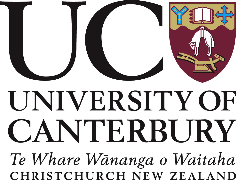 UC
UNIVERSITY OF
CANTERBURY
Te Whare Wānanga o Waitaha
CHRISTCHURCH NEW ZEALAND